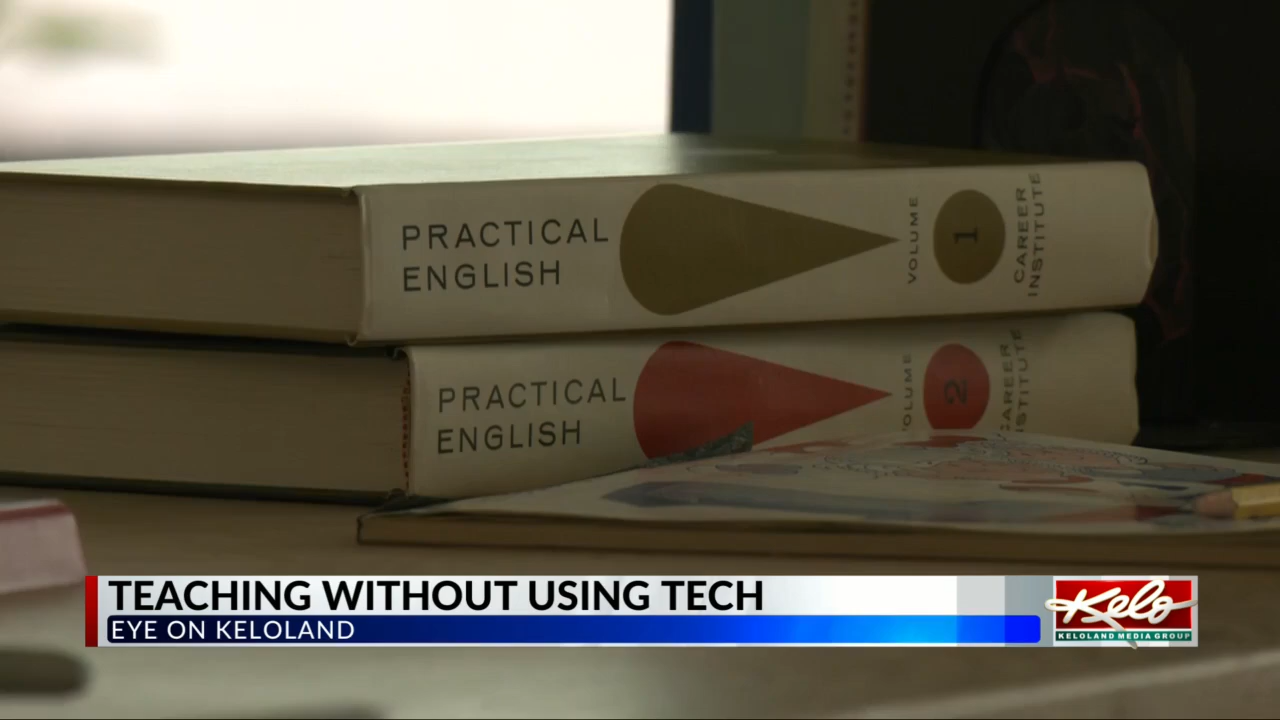 PRACTICAL
ENGLISH
VOLUME
1
CAREER
INSTITUTE
PRACTICAL
ENGLISH
VOLUME
2
CAREER
INSTITUTE
TEACHING WITHOUT USING TECH
EYE ON KELOLAND
Kelo
KELOLAND MEDIA GROUP